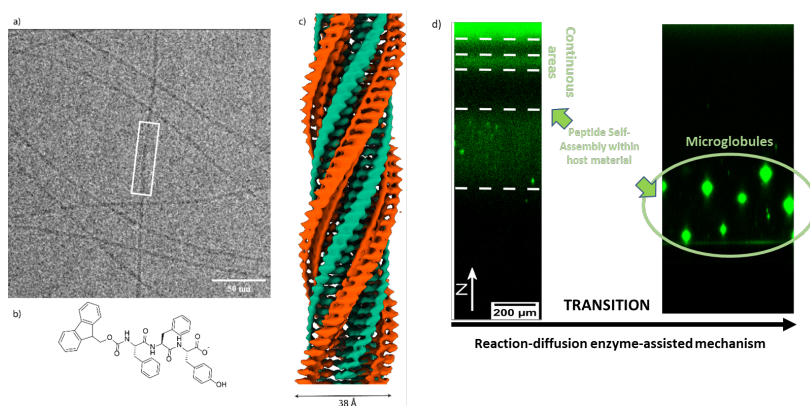 a)
50 nm
b)
O
O
H
N
N
H
O
H
N
O
O
O-
OH
c)
38 Å
d)
Continuous
areas
Peptide Self-
Assembly within
host material
Microglobules
Z
200 µm
TRANSITION
Reaction-diffusion enzyme-assisted mechanism